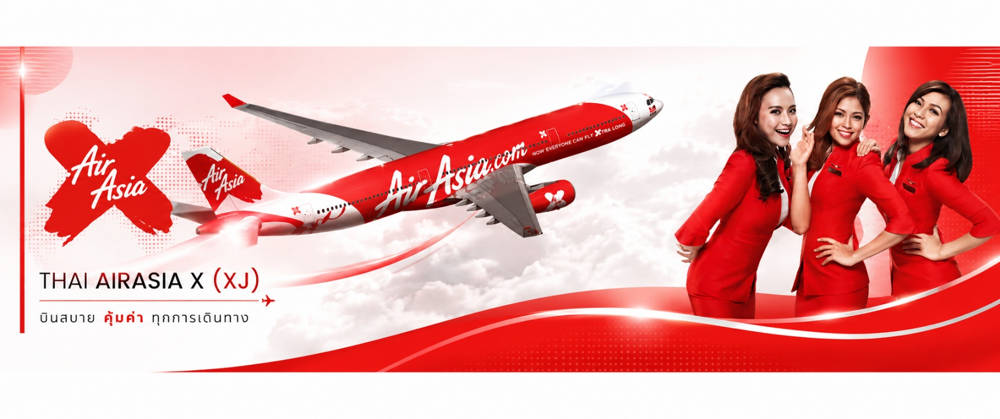 Air
Asia
Air
Asia
AirAsia.com
NOW EVERYONE CAN FLY XTRA LONG
THAI AIRASIA X (XJ)
บินสบาย คุ้มค่า ทุกการเดินทาง